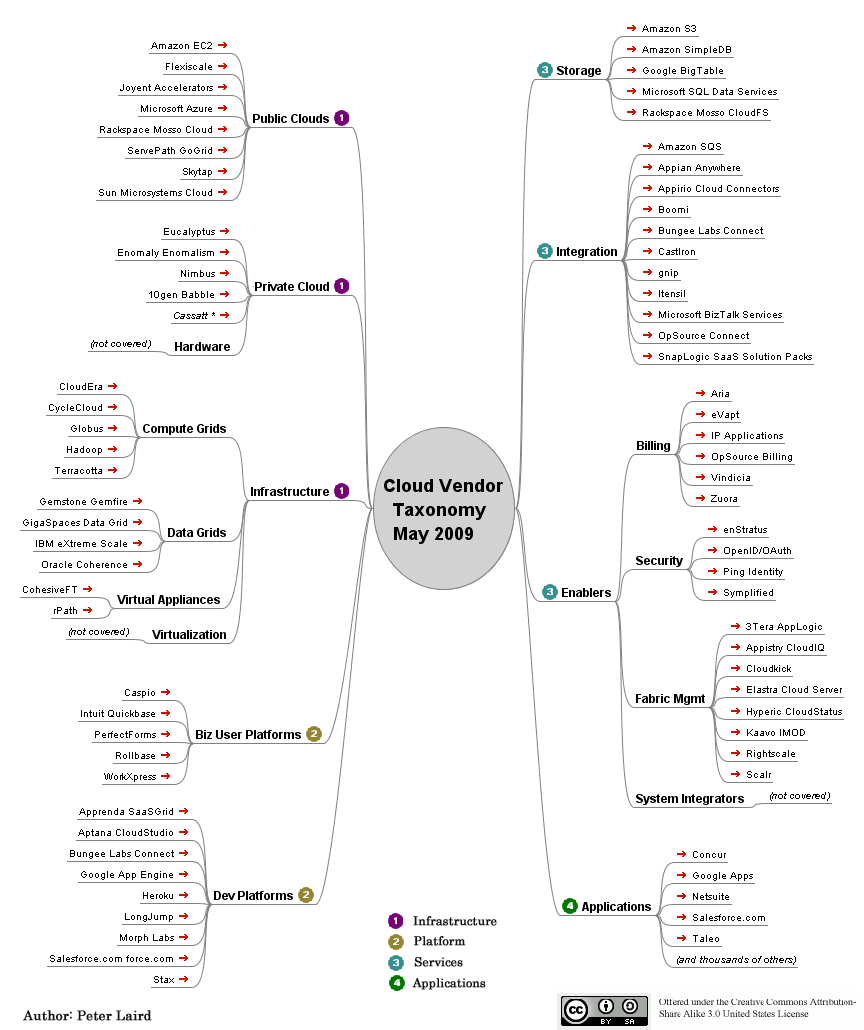 Cloud Vendor
Taxonomy
May 2009
Public Clouds 1
Amazon EC2
Flexiscale
Joyent Accelerators
Microsoft Azure
Rackspace Mosso Cloud
ServePath GoGrid
Skytap
Sun Microsystems Cloud
Private Cloud 1
Eucalyptus
Enomaly Enomalism
Nimbus
10gen Babble
Cassatt *
Hardware
(not covered)
Infrastructure 1
Compute Grids
CloudEra
CycleCloud
Globus
Hadoop
Terracotta
Data Grids
Gemstone Gemfire
GigaSpaces Data Grid
IBM eXtreme Scale
Oracle Coherence
Virtual Appliances
CohesiveFT
rPath
Virtualization
(not covered)
Biz User Platforms 2
Caspio
Intuit Quickbase
PerfectForms
Rollbase
WorkXpress
Dev Platforms 2
Apprenda SaaSGrid
Aptana CloudStudio
Bungee Labs Connect
Google App Engine
Heroku
LongJump
Morph Labs
Salesforce.com force.com
Stax
3 Storage
Amazon S3
Amazon SimpleDB
Google BigTable
Microsoft SQL Data Services
Rackspace Mosso CloudFS
3 Integration
Amazon SQS
Appian Anywhere
Appirio Cloud Connectors
Boomi
Bungee Labs Connect
CastIron
gnip
Itensil
Microsoft BizTalk Services
OpSource Connect
SnapLogic SaaS Solution Packs
3 Enablers
Billing
Aria
eVapt
IP Applications
OpSource Billing
Vindicia
Zuora
Security
enStratus
OpenID/OAuth
Ping Identity
Symplified
Fabric Mgmt
3Tera AppLogic
Appistry CloudIQ
Cloudkick
Elastra Cloud Server
Hyperic CloudStatus
Kaavo IMOD
Rightscale
Scalr
System Integrators
(not covered)
4 Applications
Concur
Google Apps
Netsuite
Salesforce.com
Taleo
(and thousands of others)
1 Infrastructure
2 Platform
3 Services
4 Applications
Author: Peter Laird
cc BY SA
Offered under the Creative Commons Attribution-
Share Alike 3.0 United States License